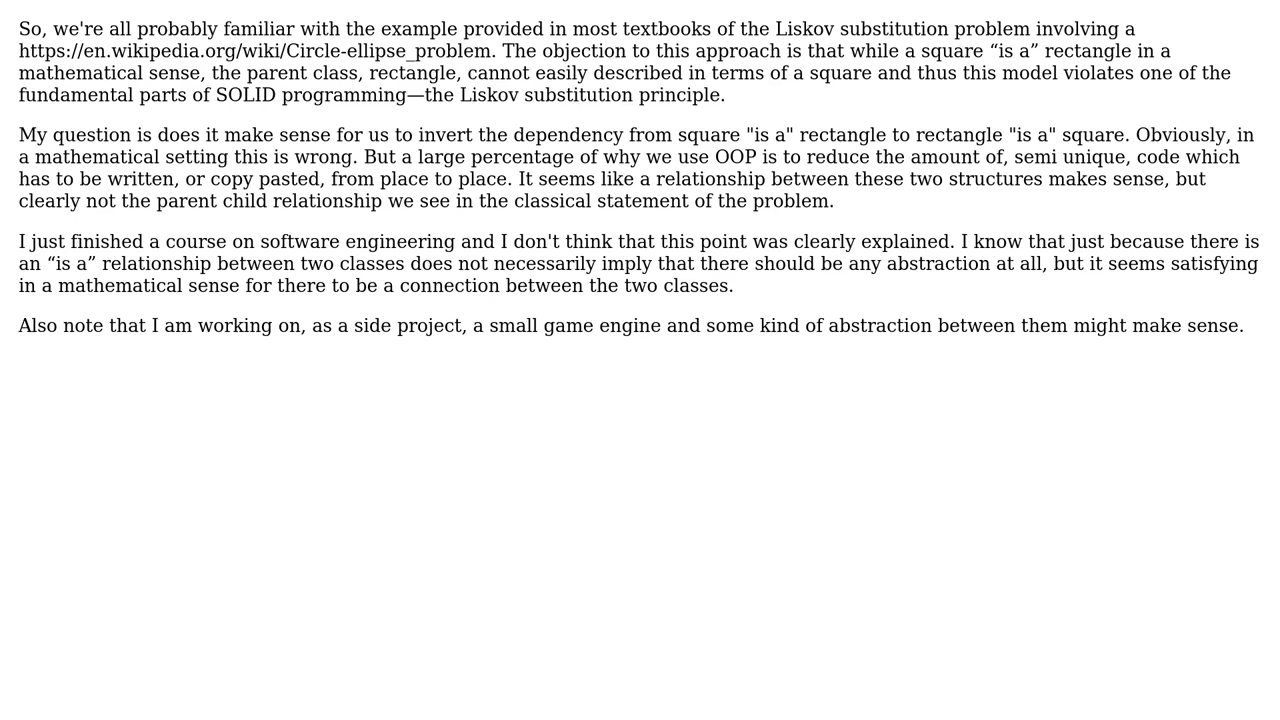 So, we're all probably familiar with the example provided in most textbooks of the Liskov substitution problem involving a
https://en.wikipedia.org/wiki/Circle-ellipse_problem. The objection to this approach is that while a square “is a” rectangle in a
mathematical sense, the parent class, rectangle, cannot easily described in terms of a square and thus this model violates one of the
fundamental parts of SOLID programming—the Liskov substitution principle.
My question is does it make sense for us to invert the dependency from square "is a" rectangle to rectangle "is a" square. Obviously, in
a mathematical setting this is wrong. But a large percentage of why we use OOP is to reduce the amount of, semi unique, code which
has to be written, or copy pasted, from place to place. It seems like a relationship between these two structures makes sense, but
clearly not the parent child relationship we see in the classical statement of the problem.
I just finished a course on software engineering and I don't think that this point was clearly explained. I know that just because there is
an “is a” relationship between two classes does not necessarily imply that there should be any abstraction at all, but it seems satisfying
in a mathematical sense for there to be a connection between the two classes.
Also note that I am working on, as a side project, a small game engine and some kind of abstraction between them might make sense.